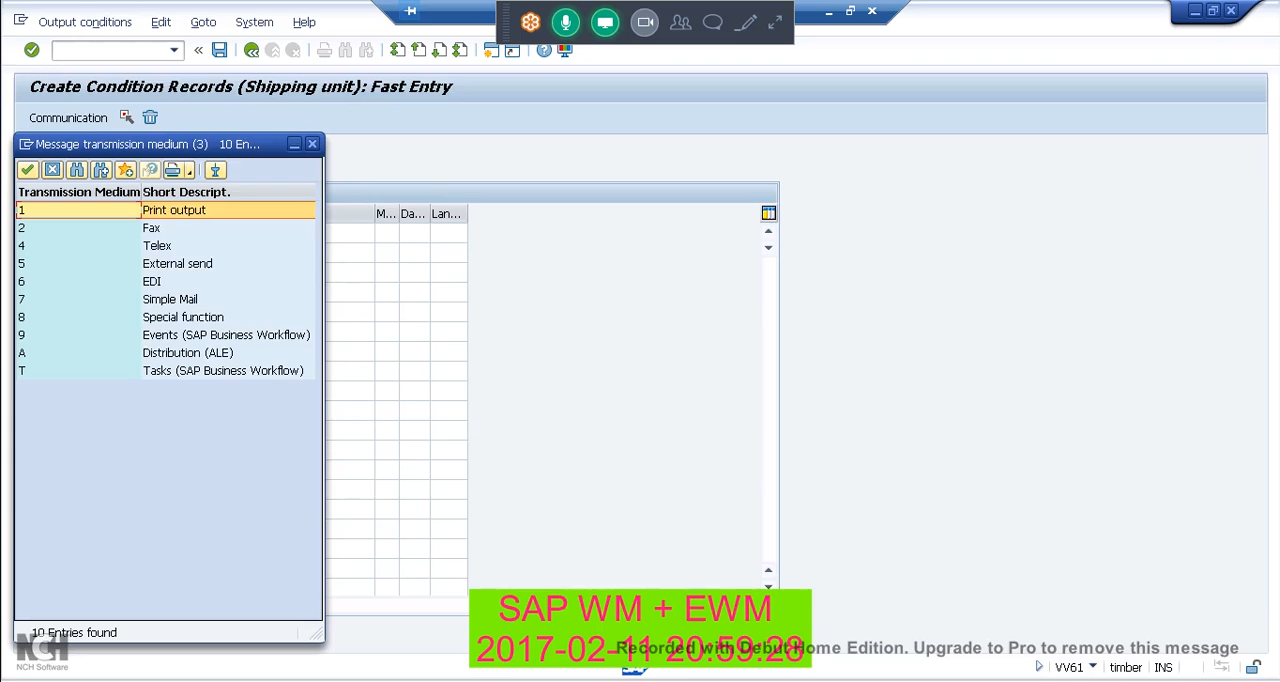 Output conditions Edit Goto System Help
Create Condition Records (Shipping unit): Fast Entry
Communication
Message transmission medium (3) 10 En...
Transmission Medium Short Descript.
M... Da... Lan...
1 Print output
2 Fax
4 Telex
5 External send
6 EDI
7 Simple Mail
8 Special function
9 Events (SAP Business Workflow)
A Distribution (ALE)
T Tasks (SAP Business Workflow)
10 Entries found
SAP WM + EWM
2017-02-11 20:59:28
Recorded with Debut Home Edition. Upgrade to Pro to remove this message
NCH
NCH Software
SAP
VV61 timber INS